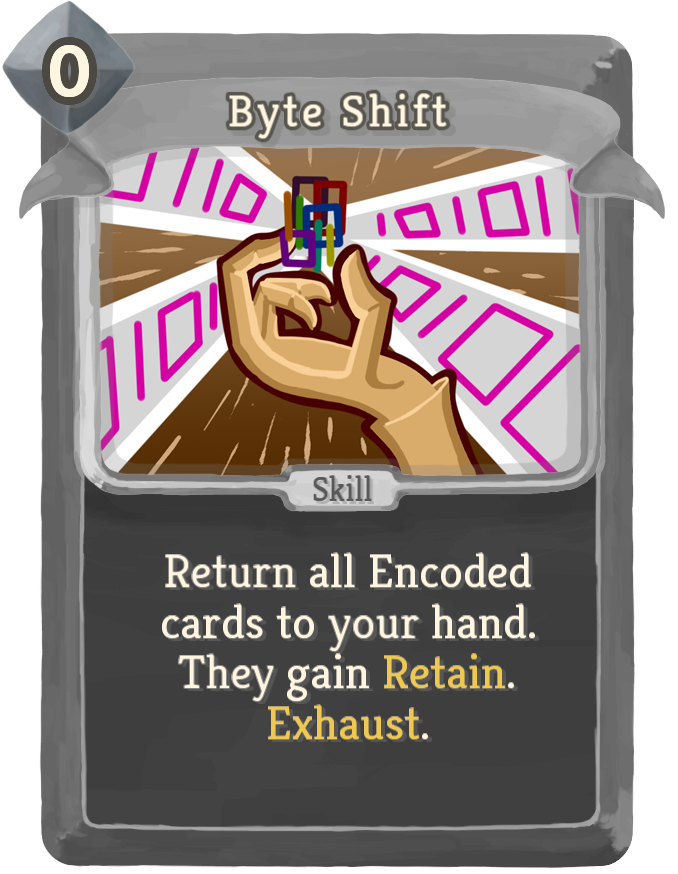 0
Byte Shift
Skill
Return all Encoded
cards to your hand.
They gain Retain.
Exhaust.